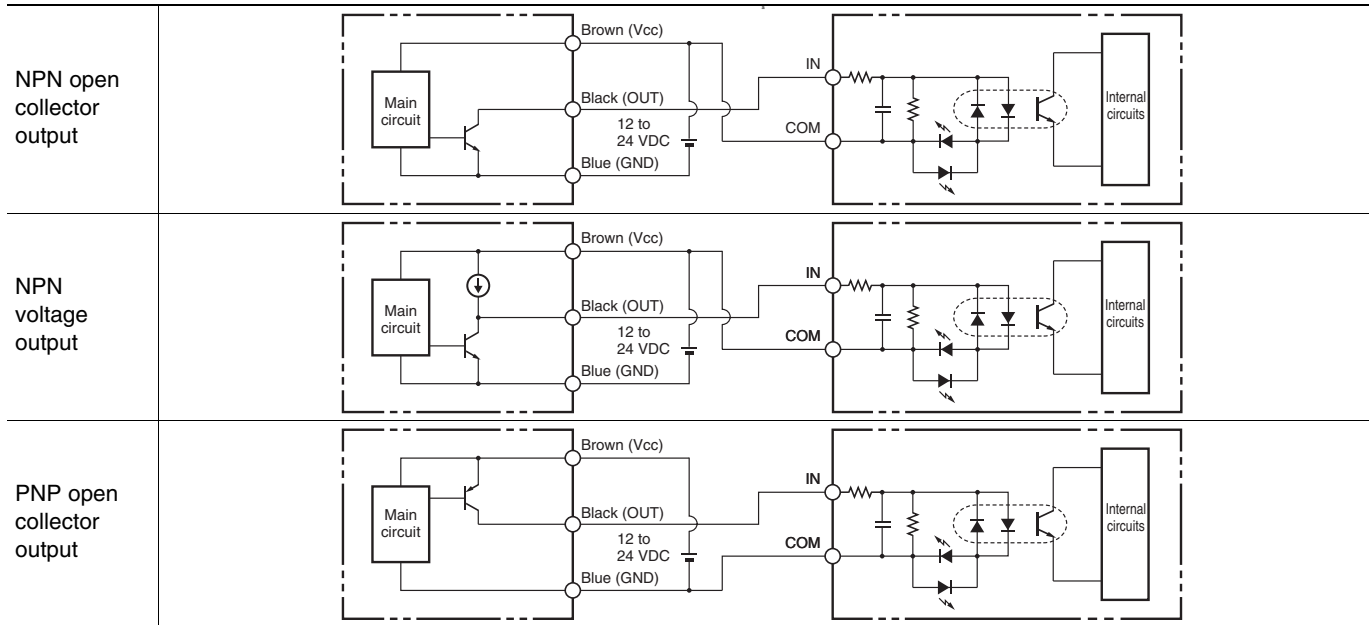 NPN open
collector
output
Main
circuit
Brown (Vcc)
Black (OUT)
12 to
24 VDC
Blue (GND)
IN
COM
Internal
circuits
NPN
voltage
output
Main
circuit
Brown (Vcc)
Black (OUT)
12 to
24 VDC
Blue (GND)
IN
COM
Internal
circuits
PNP open
collector
output
Main
circuit
Brown (Vcc)
Black (OUT)
12 to
24 VDC
Blue (GND)
IN
COM
Internal
circuits